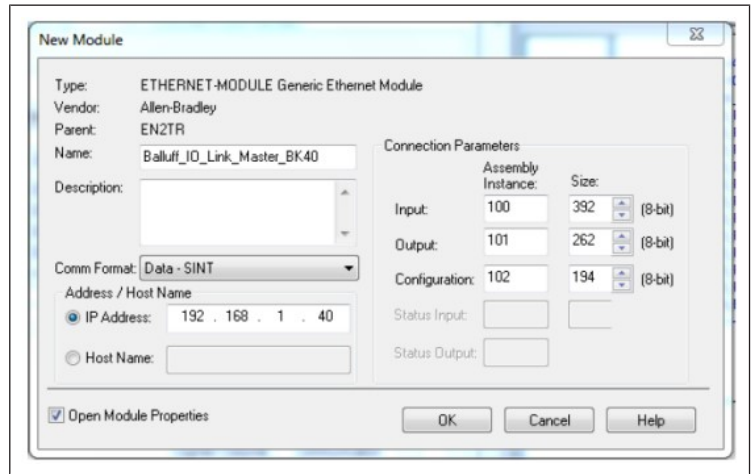 New Module
Type: ETHERNET-MODULE Generic Ethernet Module
Vendor: Allen-Bradley
Parent: EN2TR
Name: Balluff_IO_Link_Master_BK40
Description:
Comm Format: Data - SINT
Address / Host Name
IP Address: 192 . 168 . 1 . 40
Host Name:
Connection Parameters
Assembly Instance: Size:
Input: 100 392 (8-bit)
Output: 101 262 (8-bit)
Configuration: 102 194 (8-bit)
Status Input:
Status Output:
Open Module Properties
OK Cancel Help